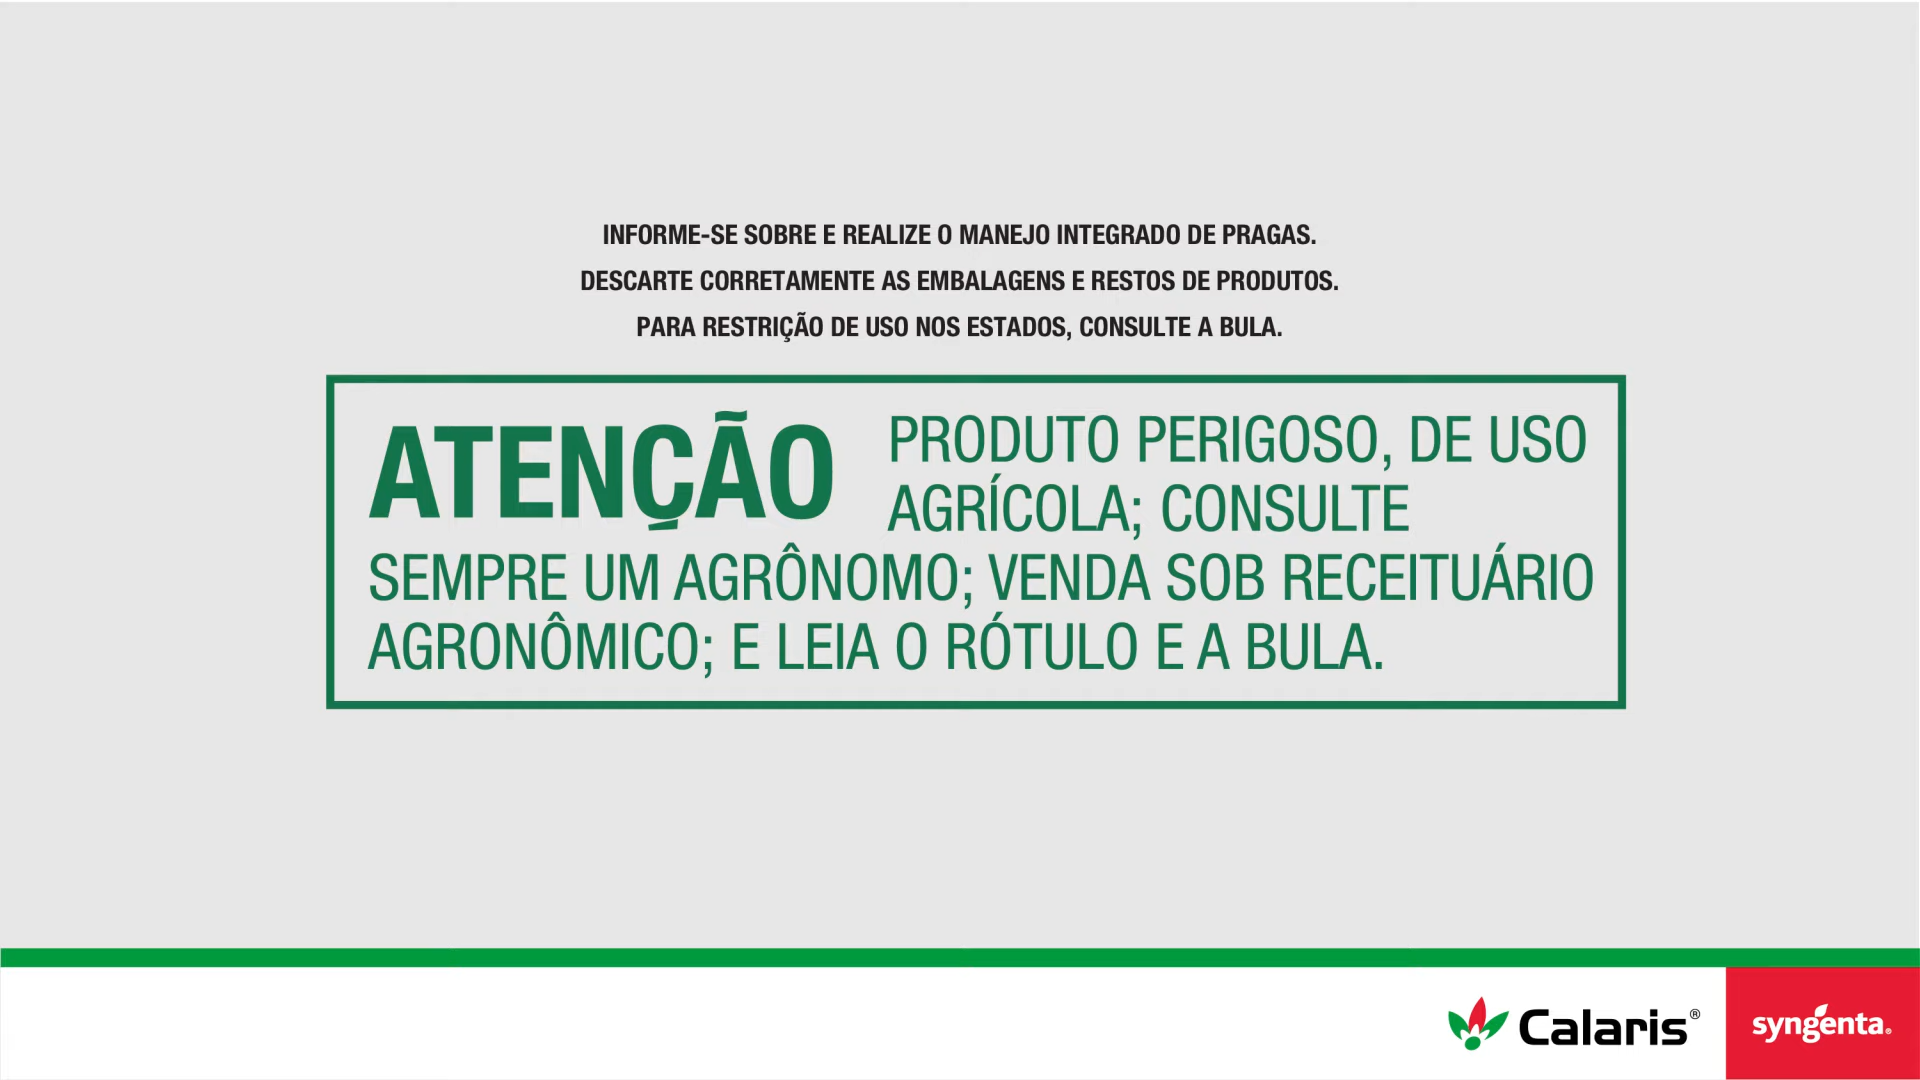 INFORME-SE SOBRE E REALIZE O MANEJO INTEGRADO DE PRAGAS.
DESCARTE CORRETAMENTE AS EMBALAGENS E RESTOS DE PRODUTOS.
PARA RESTRIÇÃO DE USO NOS ESTADOS, CONSULTE A BULA.
ATENÇÃO PRODUTO PERIGOSO, DE USO
AGRÍCOLA; CONSULTE
SEMPRE UM AGRÔNOMO; VENDA SOB RECEITUÁRIO
AGRONÔMICO; E LEIA O RÓTULO E A BULA.
Calaris®
syngenta®